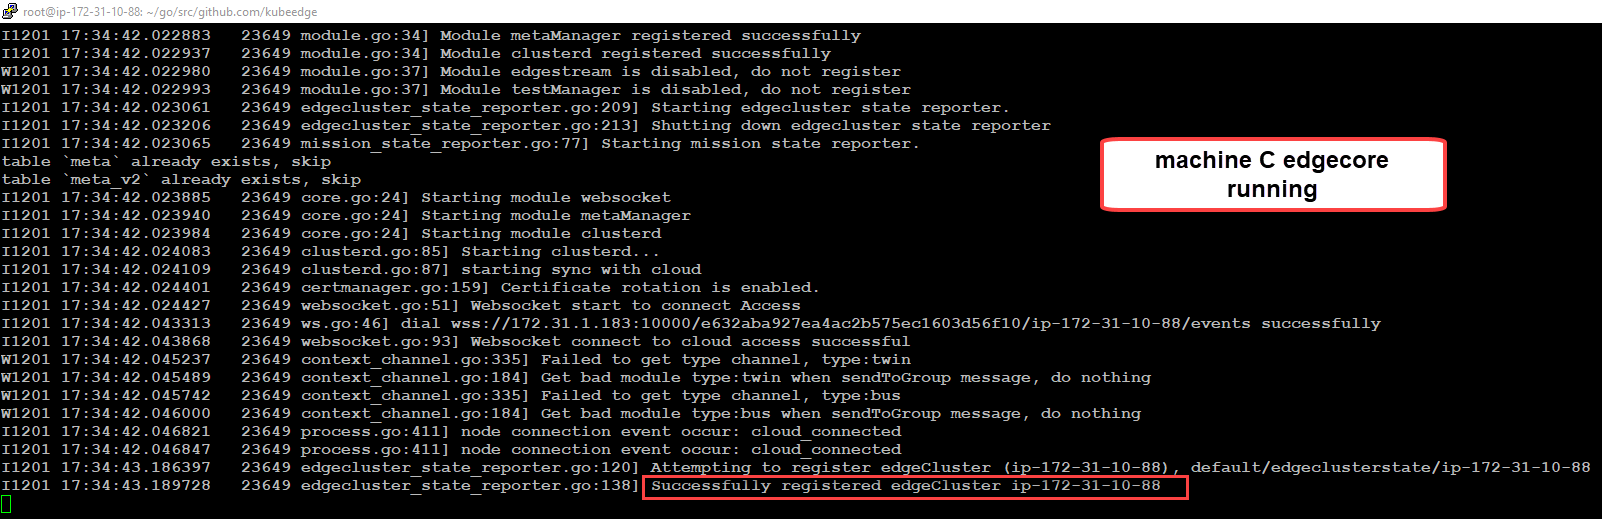 root@ip-172-31-10-88: ~/go/src/github.com/kubeedge
I1201 17:34:42.022883   23649 module.go:34] Module metaManager registered successfully
I1201 17:34:42.022937   23649 module.go:34] Module clusterd registered successfully
W1201 17:34:42.022980   23649 module.go:37] Module edgestream is disabled, do not register
W1201 17:34:42.022993   23649 module.go:37] Module testManager is disabled, do not register
I1201 17:34:42.023061   23649 edgecluster_state_reporter.go:209] Starting edgecluster state reporter.
I1201 17:34:42.023206   23649 edgecluster_state_reporter.go:213] Shutting down edgecluster state reporter
I1201 17:34:42.023065   23649 mission_state_reporter.go:77] Starting mission state reporter.
table `meta` already exists, skip
table `meta_v2` already exists, skip
machine C edgecore
running
I1201 17:34:42.023885   23649 core.go:24] Starting module websocket
I1201 17:34:42.023940   23649 core.go:24] Starting module metaManager
I1201 17:34:42.023984   23649 core.go:24] Starting module clusterd
I1201 17:34:42.024083   23649 clusterd.go:85] Starting clusterd...
I1201 17:34:42.024109   23649 clusterd.go:87] starting sync with cloud
I1201 17:34:42.024401   23649 certmanager.go:159] Certificate rotation is enabled.
I1201 17:34:42.024427   23649 websocket.go:51] Websocket start to connect Access
I1201 17:34:42.043313   23649 ws.go:46] dial wss://172.31.1.183:10000/e632aba927ea4ac2b575ec1603d56f10/ip-172-31-10-88/events successfully
I1201 17:34:42.043868   23649 websocket.go:93] Websocket connect to cloud access successful
W1201 17:34:42.045237   23649 context_channel.go:335] Failed to get type channel, type:twin
W1201 17:34:42.045489   23649 context_channel.go:184] Get bad module type:twin when sendToGroup message, do nothing
W1201 17:34:42.045742   23649 context_channel.go:335] Failed to get type channel, type:bus
W1201 17:34:42.046000   23649 context_channel.go:184] Get bad module type:bus when sendToGroup message, do nothing
I1201 17:34:42.046821   23649 process.go:411] node connection event occur: cloud_connected
I1201 17:34:42.046847   23649 process.go:411] node connection event occur: cloud_connected
I1201 17:34:43.186397   23649 edgecluster_state_reporter.go:120] Attempting to register edgeCluster (ip-172-31-10-88), default/edgeclusterstate/ip-172-31-10-88
I1201 17:34:43.189728   23649 edgecluster_state_reporter.go:138] Successfully registered edgeCluster ip-172-31-10-88